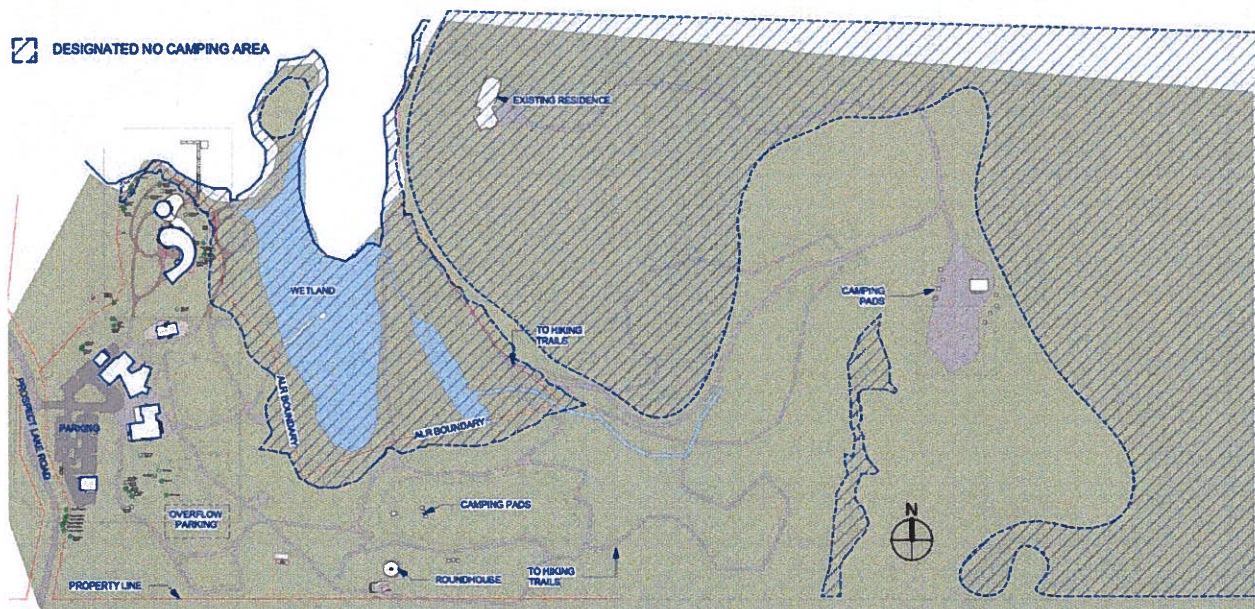 DESIGNATED NO CAMPING AREA
EXISTING RESIDENCE
WETLAND
CAMPING
PADS
TO HIKING
TRAILS
ALR BOUNDARY
ALR BOUNDARY
PROSPECT LAKE ROAD
PARKING
CAMPING PADS
OVERFLOW
PARKING
N
ROUNDHOUSE
TO HIKING
TRAILS
PROPERTY LINE